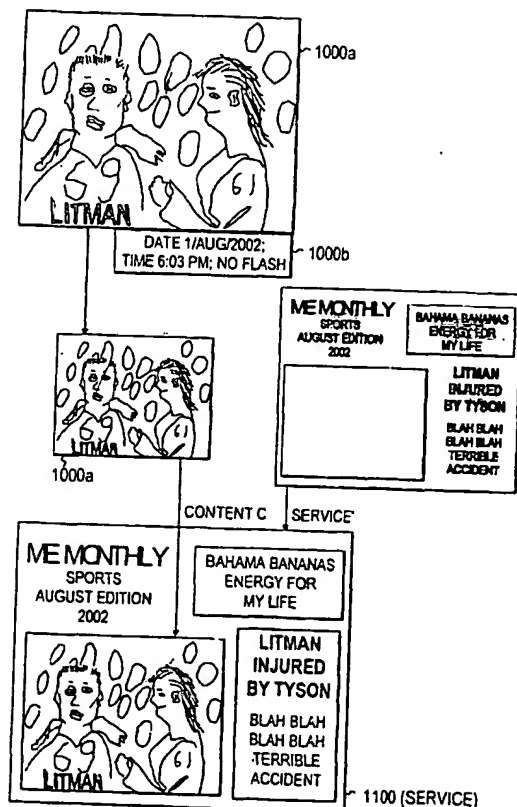 1000a
LITMAN
61
DATE 1/AUG/2002;
TIME 6:03 PM; NO FLASH
1000b
ME MONTHLY
SPORTS
AUGUST EDITION
2002
BAHAMA BANANAS
ENERGY FOR
MY LIFE
LITMAN
INJURED
BY TYSON
BLAH BLAH
BLAH BLAH
TERRIBLE
ACCIDENT
LITMAN
61
1000a
CONTENT C
SERVICE'
ME MONTHLY
SPORTS
AUGUST EDITION
2002
BAHAMA BANANAS
ENERGY FOR
MY LIFE
LITMAN
INJURED
BY TYSON
BLAH BLAH
BLAH BLAH
TERRIBLE
ACCIDENT
LITMAN
61
1100 (SERVICE)